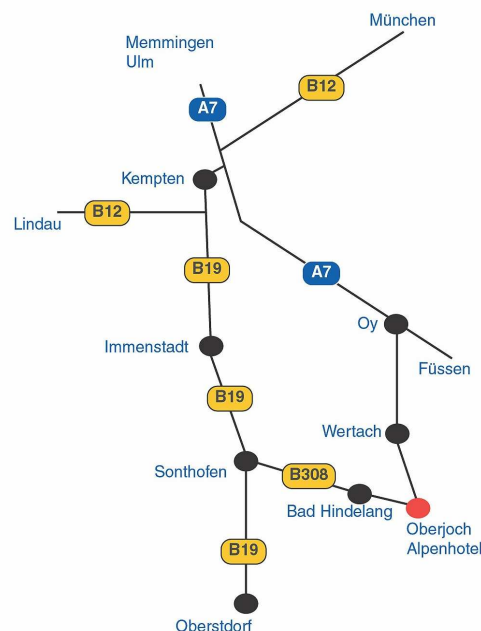 München
Memmingen
Ulm
B12
A7
Kempten
B12
Lindau
B19
A7
Oy
Immenstadt
Füssen
B19
Wertach
Sonthofen
B308
Bad Hindelang
Oberjoch
Alpenhotel
B19
Oberstdorf